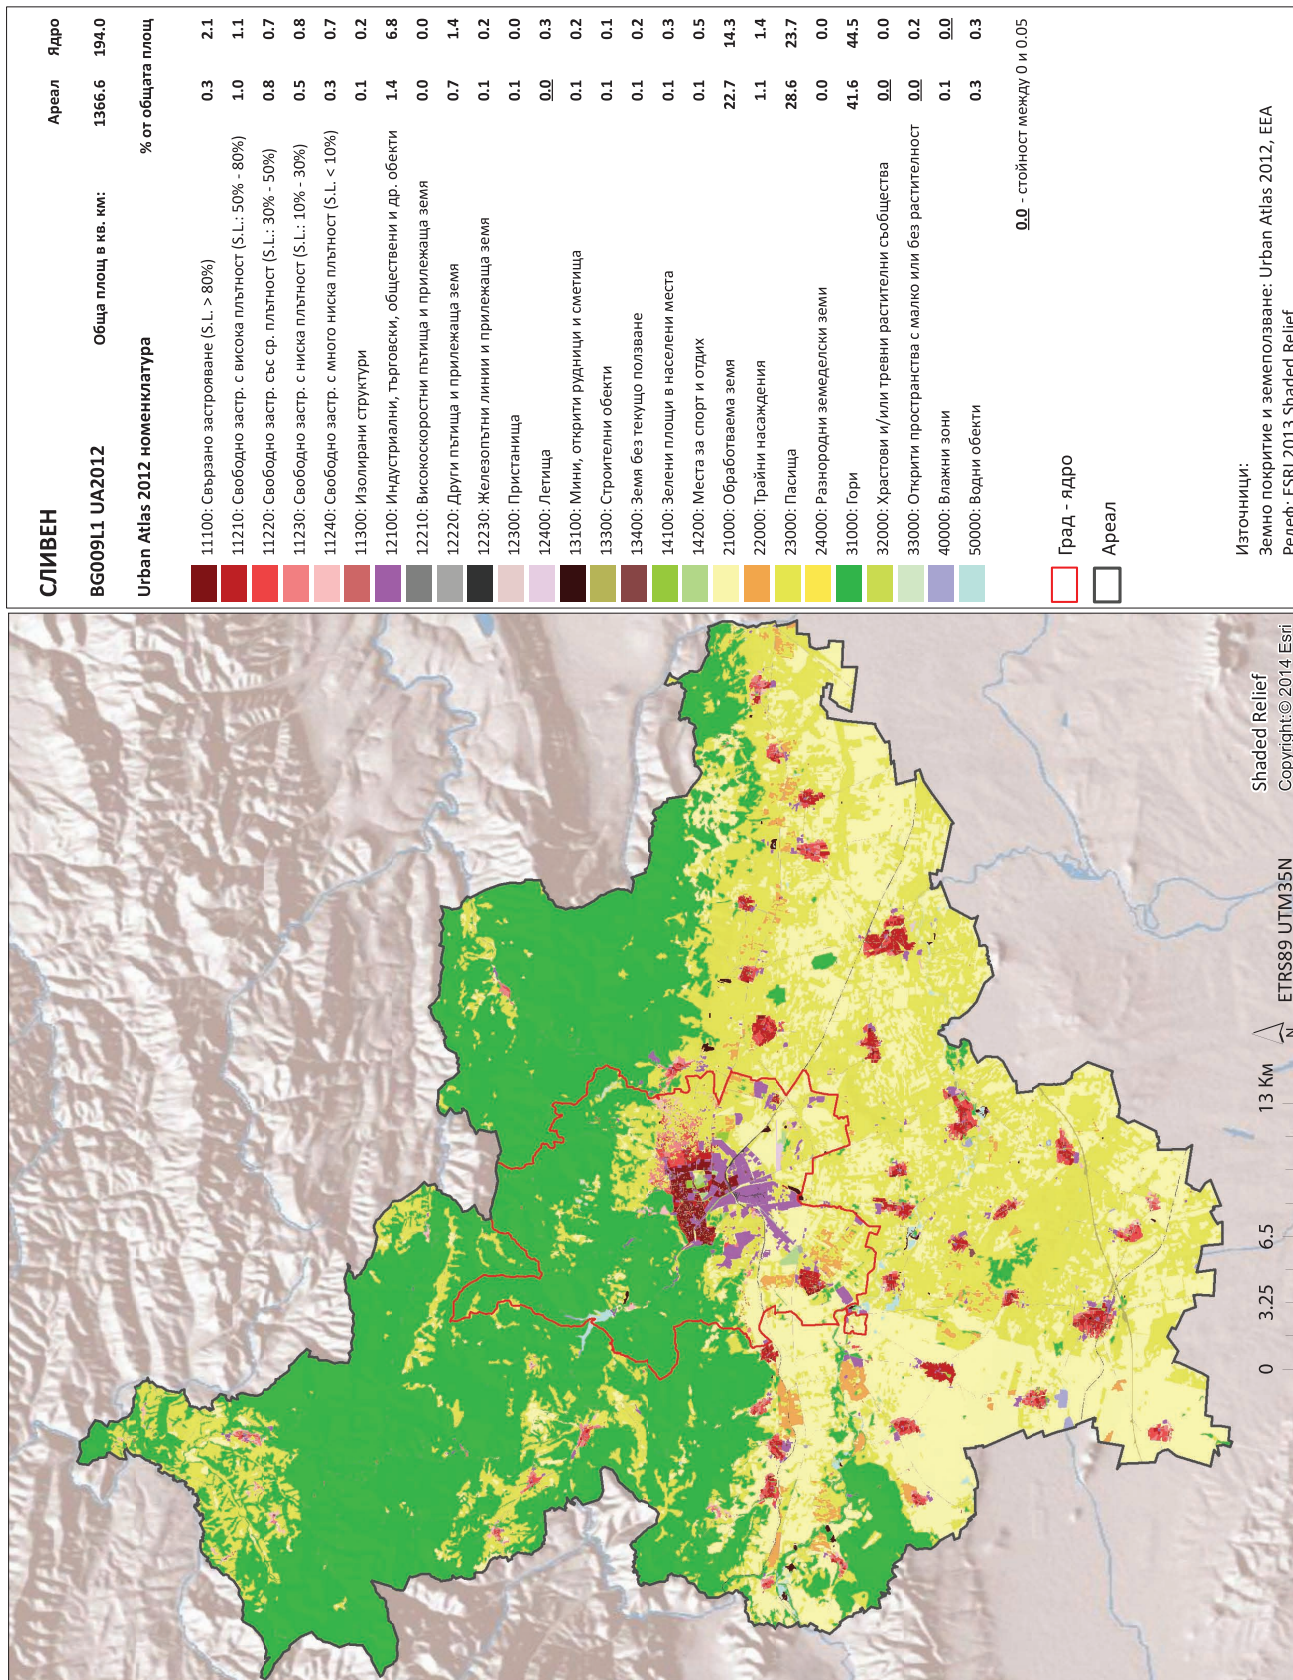 СЛИВЕН
Ареал Ядро
BG009L1 UA2012 Обща площ в кв. км: 1366.6 194.0
Urban Atlas 2012 номенклатура % от общата площ
11100: Свързано застрояване (S.L. > 80%) 0.3 2.1
11210: Свободно застр. с висока плътност (S.L.: 50% - 80%) 1.0 1.1
11220: Свободно застр. със ср. плътност (S.L.: 30% - 50%) 0.8 0.7
11230: Свободно застр. с ниска плътност (S.L.: 10% - 30%) 0.5 0.8
11240: Свободно застр. с много ниска плътност (S.L. < 10%) 0.3 0.7
11300: Изолирани структури 0.1 0.2
12100: Индустриални, търговски, обществени и др. обекти 1.4 6.8
12210: Високоскоростни пътища и прилежаща земя 0.0 0.0
12220: Други пътища и прилежаща земя 0.7 1.4
12230: Железопътни линии и прилежаща земя 0.1 0.2
12300: Пристанища 0.1 0.0
12400: Летища 0.0 0.3
13100: Мини, открити рудници и сметища 0.1 0.2
13300: Строителни обекти 0.1 0.1
13400: Земя без текущо ползване 0.1 0.2
14100: Зелени площи в населени места 0.1 0.3
14200: Места за спорт и отдих 0.1 0.5
21000: Обработваема земя 22.7 14.3
22000: Трайни насаждения 1.1 1.4
23000: Пасища 28.6 23.7
24000: Разнородни земеделски земи 0.0 0.0
31000: Гори 41.6 44.5
32000: Храстови и/или тревни растителни съобщества 0.0 0.0
33000: Открити пространства с малко или без растителност 0.0 0.2
40000: Влажни зони 0.1 0.0
50000: Водни обекти 0.3 0.3
0.0 - стойност между 0 и 0.05
Град - ядро
Ареал
Източници:
Земно покритие и земеползване: Urban Atlas 2012, EEA
Релеф: ESRI 2013 Shaded Relief
Shaded Relief
Copyright:© 2014 Esri
0 3.25 6.5 13 Км
N
ETRS89 UTM35N